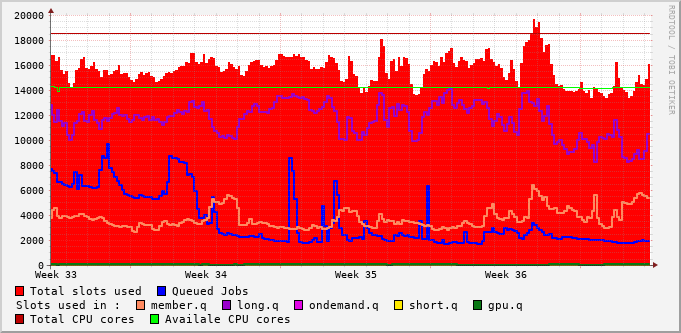 RRDTOOL / TOBI OETIKER
20000
18000
16000
14000
12000
10000
8000
6000
4000
2000
0
Week 33 Week 34 Week 35 Week 36
Total slots used Queued Jobs
Slots used in : member.q long.q ondemand.q short.q gpu.q
Total CPU cores Availale CPU cores